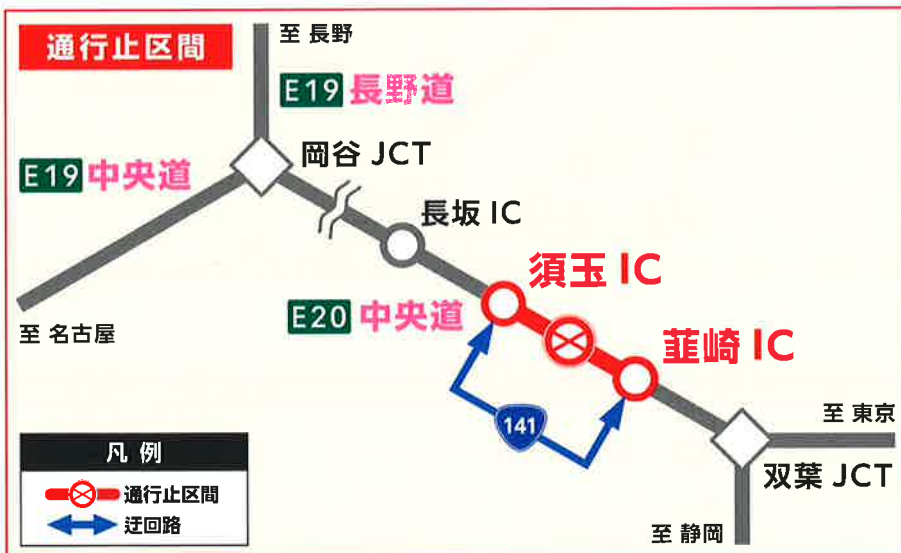 通行止区間
至 長野
E19 長野道
岡谷 JCT
E19 中央道
長坂 IC
須玉 IC
至 名古屋
E20 中央道
韮崎 IC
141
至 東京
双葉 JCT
至 静岡
凡 例
通行止区間
迂回路